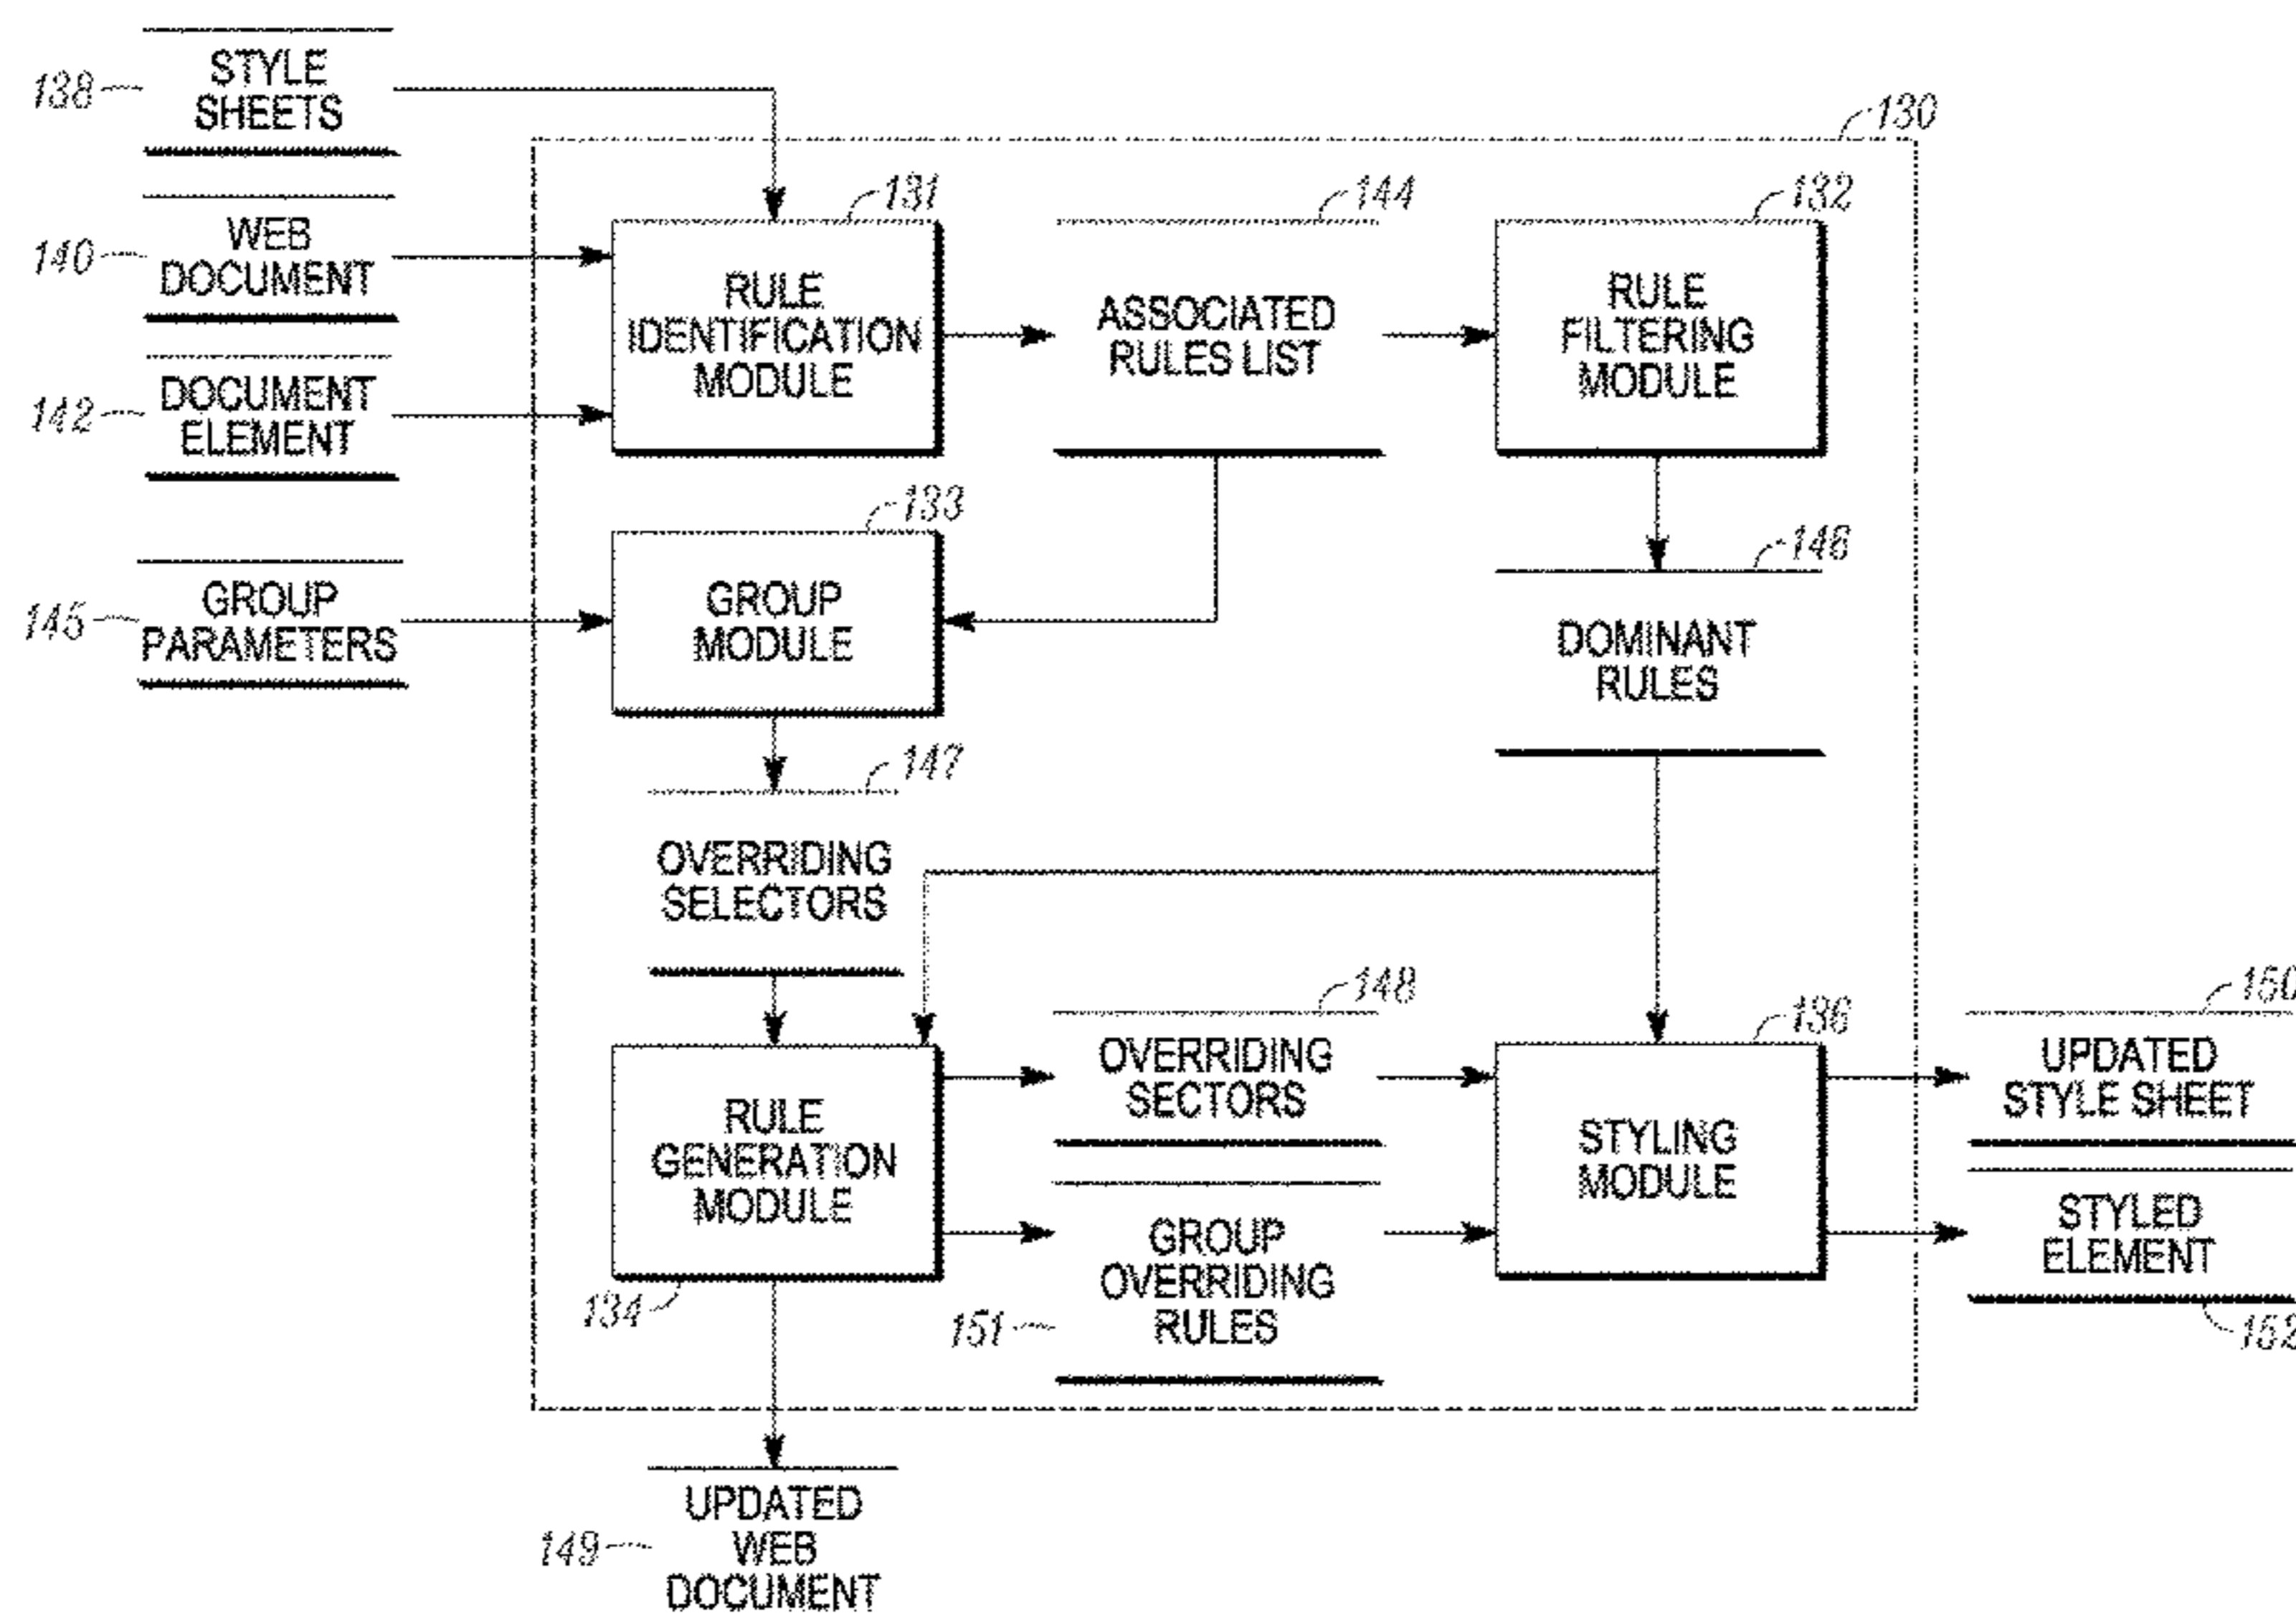 138
STYLE
SHEETS
130
140
WEB
DOCUMENT
131
RULE
IDENTIFICATION
MODULE
144
ASSOCIATED
RULES LIST
132
RULE
FILTERING
MODULE
142
DOCUMENT
ELEMENT
145
GROUP
PARAMETERS
133
GROUP
MODULE
146
DOMINANT
RULES
147
OVERRIDING
SELECTORS
134
RULE
GENERATION
MODULE
148
OVERRIDING
SECTORS
151
GROUP
OVERRIDING
RULES
136
STYLING
MODULE
150
UPDATED
STYLE SHEET
STYLED
ELEMENT
152
149
UPDATED
WEB
DOCUMENT